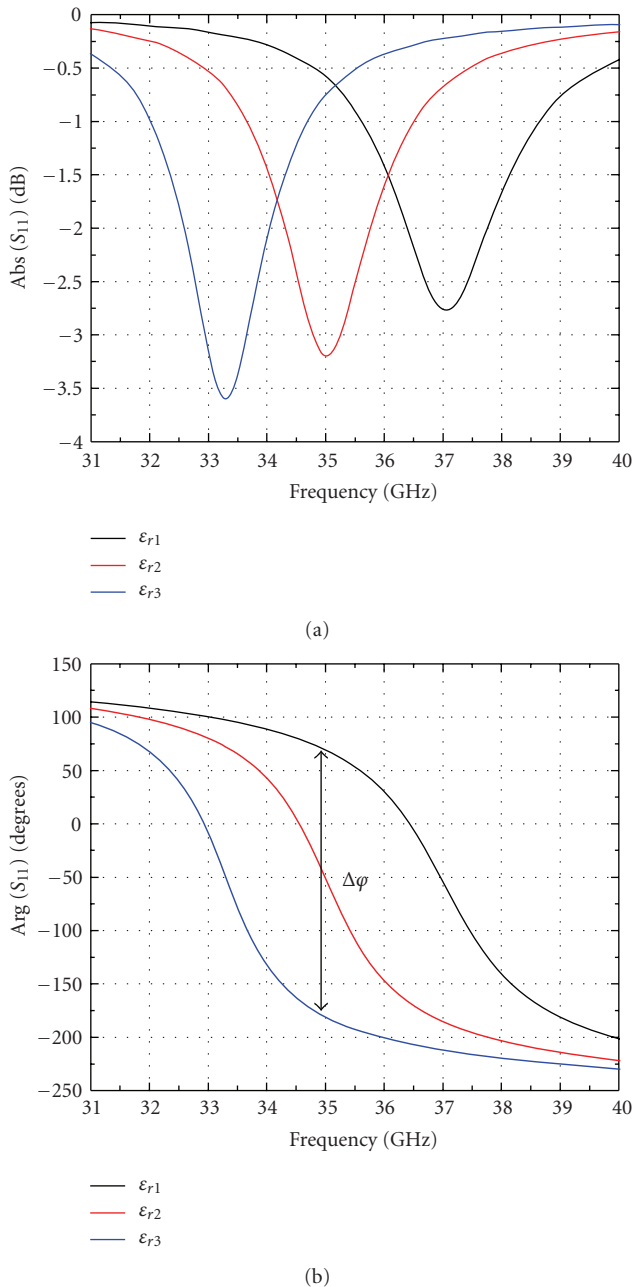 0
−0.5
−1
−1.5
−2
−2.5
−3
−3.5
−4
Abs (S11) (dB)
31 32 33 34 35 36 37 38 39 40
Frequency (GHz)
εr1
εr2
εr3
(a)
150
100
50
0
−50
−100
−150
−200
−250
Arg (S11) (degrees)
Δφ
31 32 33 34 35 36 37 38 39 40
Frequency (GHz)
εr1
εr2
εr3
(b)